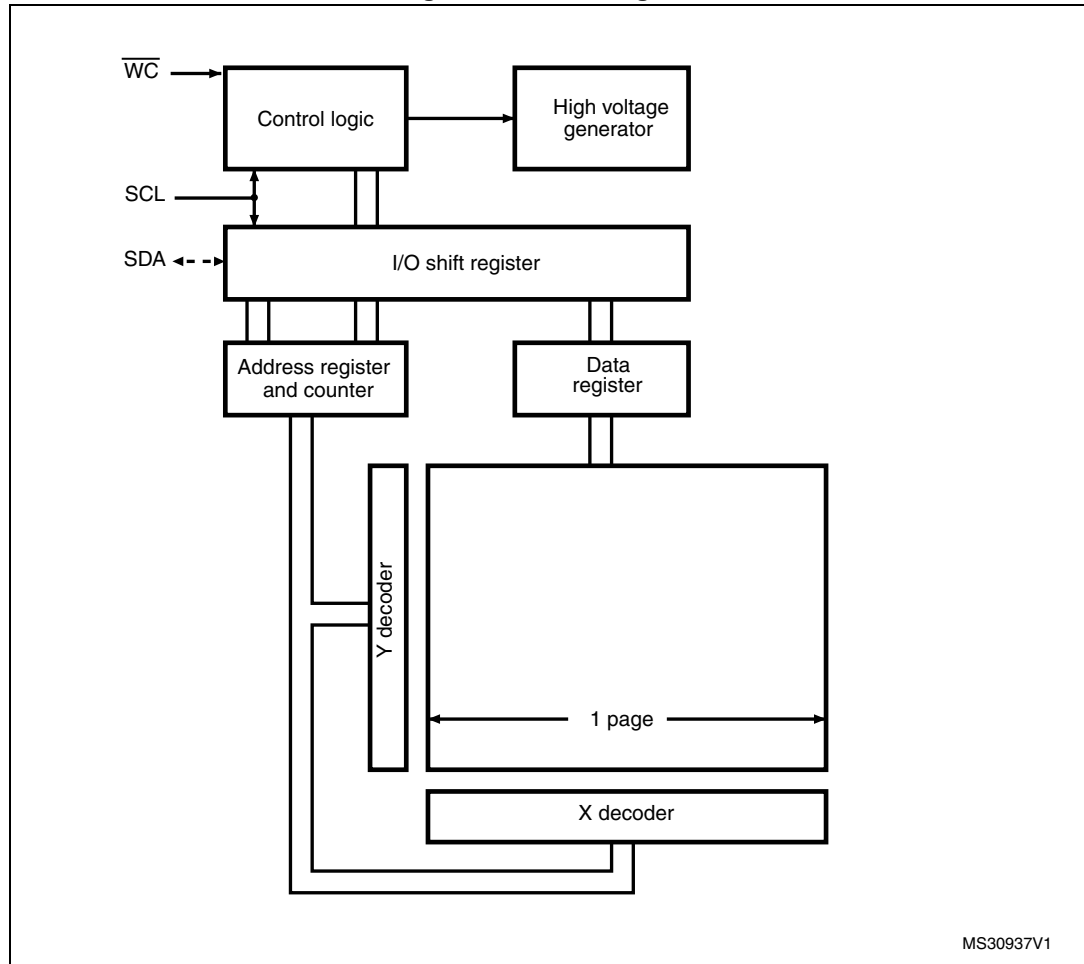 W̅C̅
Control logic
High voltage
generator
SCL
SDA
I/O shift register
Address register
and counter
Data
register
Y decoder
1 page
X decoder
MS30937V1